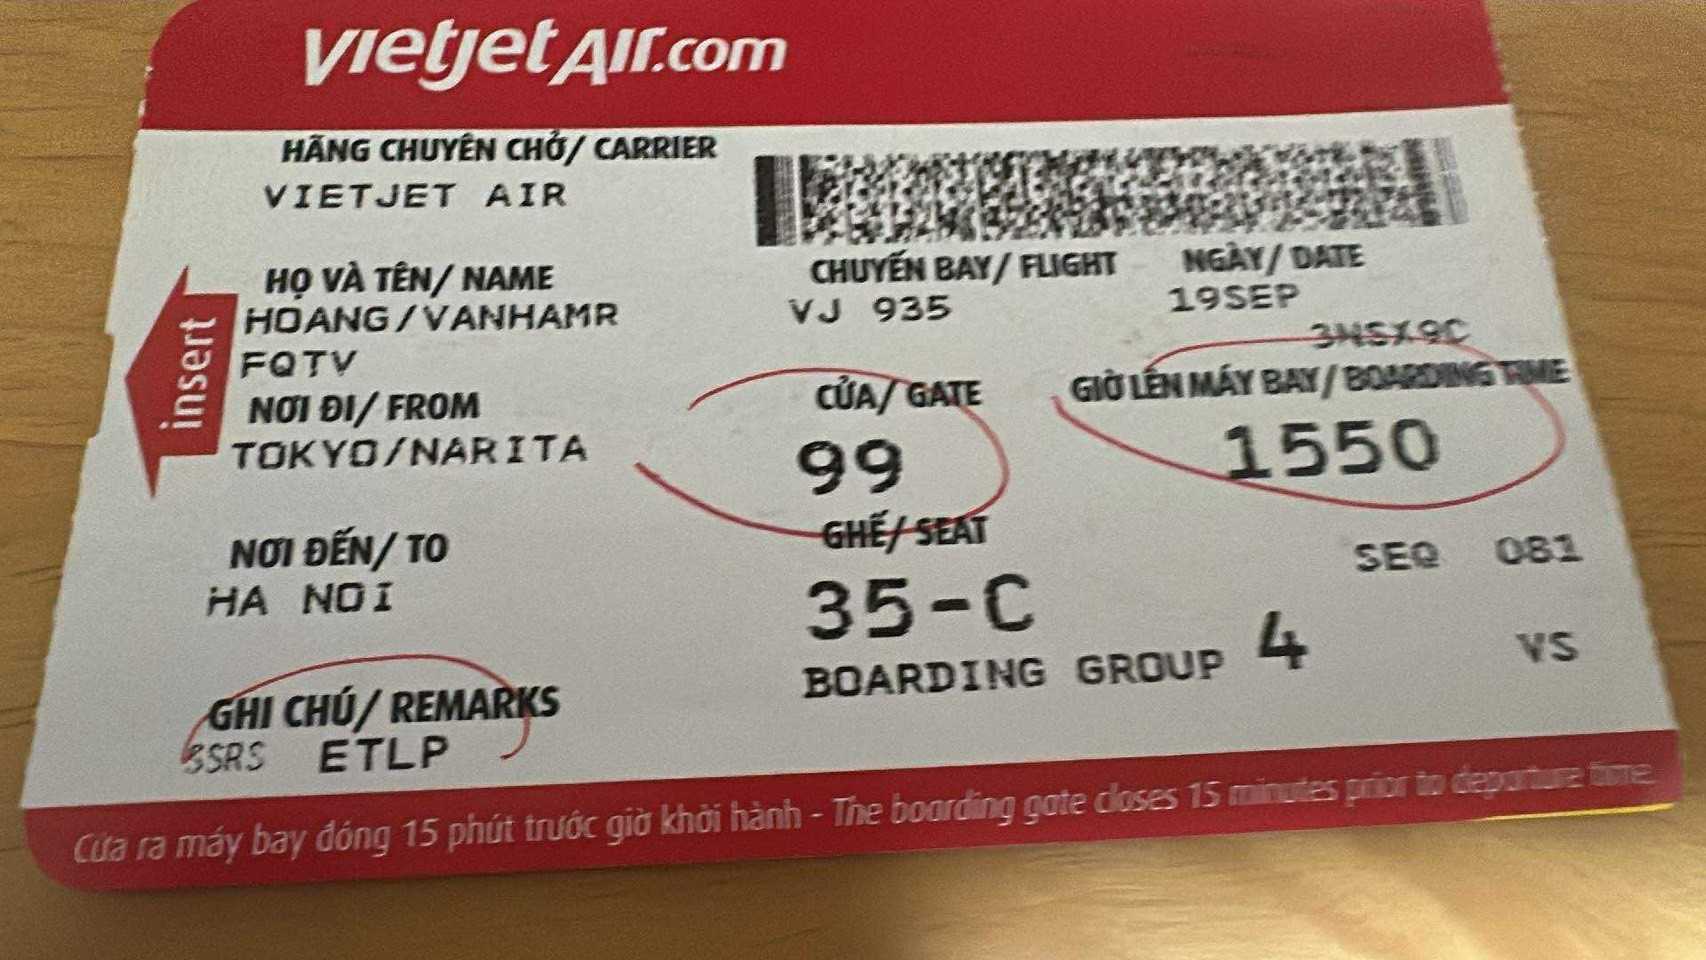 vietjetAir.com
HÃNG CHUYÊN CHỞ/ CARRIER
VIETJET AIR
HỌ VÀ TÊN/ NAME
HOANG/VANHAMR
FQTV
CHUYẾN BAY/ FLIGHT
VJ 935
NGÀY/ DATE
19SEP
insert
NƠI ĐI/ FROM
TOKYO/NARITA
CỬA/ GATE
99
GIỜ LÊN MÁY BAY/ BOARDING TIME
1550
NƠI ĐẾN/ TO
HA NOI
GHẾ/ SEAT
35-C
SEQ 081
BOARDING GROUP 4
VS
GHI CHÚ/ REMARKS
SSRS ETLP
Cửa ra máy bay đóng 15 phút trước giờ khởi hành - The boarding gate closes 15 minutes prior to departure time.